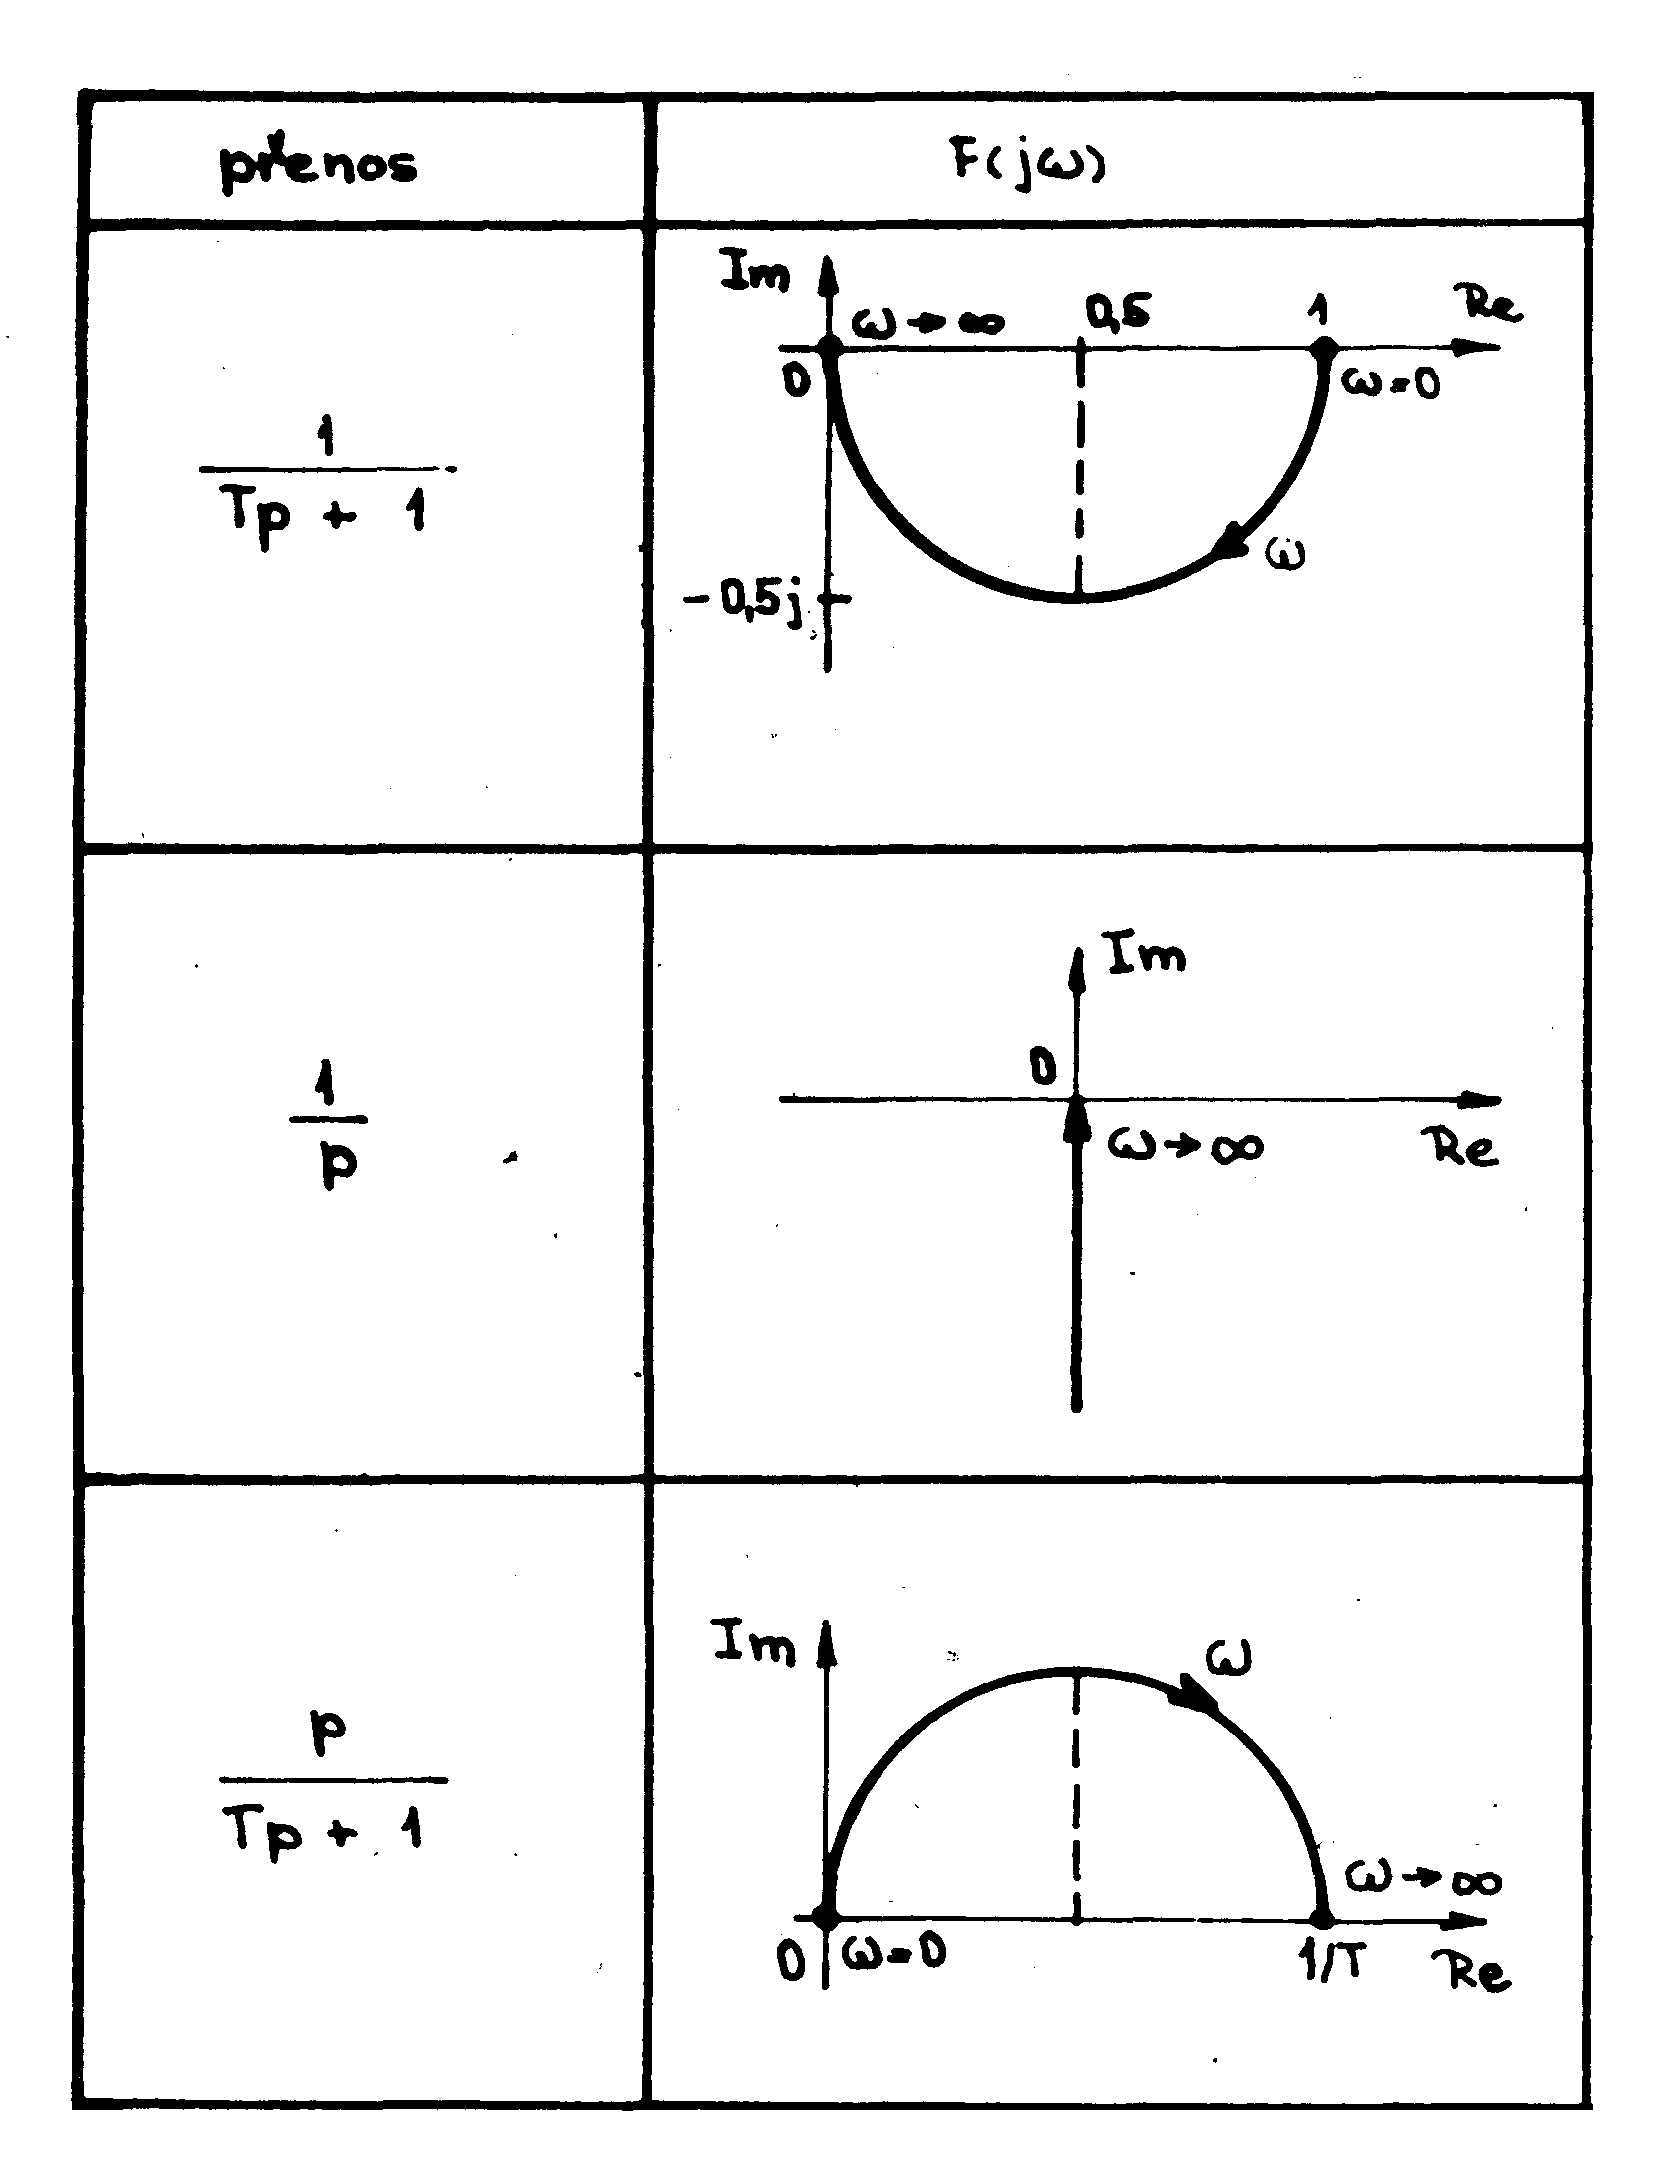 přenos
F(jω)
1
Tp + 1
Im
ω → ∞
0,5
1
Re
0
ω = 0
ω
- 0,5j
1
p
Im
0
ω → ∞
Re
p
Tp + 1
Im
ω
ω → ∞
0
ω = 0
1/T
Re